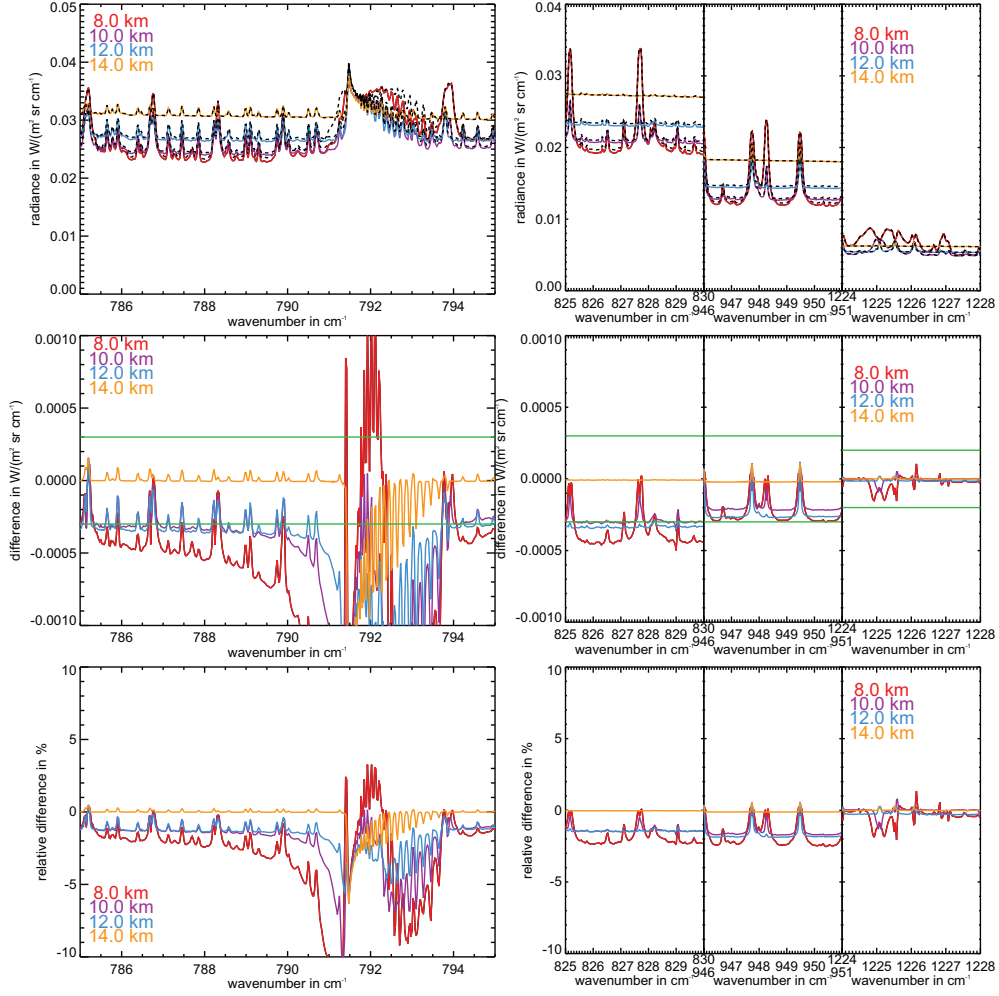 0.05
0.04
0.03
0.02
0.01
0.00
radiance in W/(m² sr cm⁻¹)
8.0 km
10.0 km
12.0 km
14.0 km
786 788 790 792 794
wavenumber in cm⁻¹
0.04
0.03
0.02
0.01
0.00
radiance in W/(m² sr cm⁻¹)
8.0 km
10.0 km
12.0 km
14.0 km
825 826 827 828 829 830
946 947 948 949 950 951
1224 1225 1226 1227 1228
wavenumber in cm⁻¹ wavenumber in cm⁻¹ wavenumber in cm⁻¹
0.0010
0.0005
0.0000
-0.0005
-0.0010
difference in W/(m² sr cm⁻¹)
8.0 km
10.0 km
12.0 km
14.0 km
786 788 790 792 794
wavenumber in cm⁻¹
0.0010
0.0005
0.0000
-0.0005
-0.0010
difference in W/(m² sr cm⁻¹)
8.0 km
10.0 km
12.0 km
14.0 km
825 826 827 828 829 830
946 947 948 949 950 951
1224 1225 1226 1227 1228
wavenumber in cm⁻¹ wavenumber in cm⁻¹ wavenumber in cm⁻¹
10
5
0
-5
-10
relative difference in %
8.0 km
10.0 km
12.0 km
14.0 km
786 788 790 792 794
wavenumber in cm⁻¹
10
5
0
-5
-10
relative difference in %
8.0 km
10.0 km
12.0 km
14.0 km
825 826 827 828 829 830
946 947 948 949 950 951
1224 1225 1226 1227 1228
wavenumber in cm⁻¹ wavenumber in cm⁻¹ wavenumber in cm⁻¹